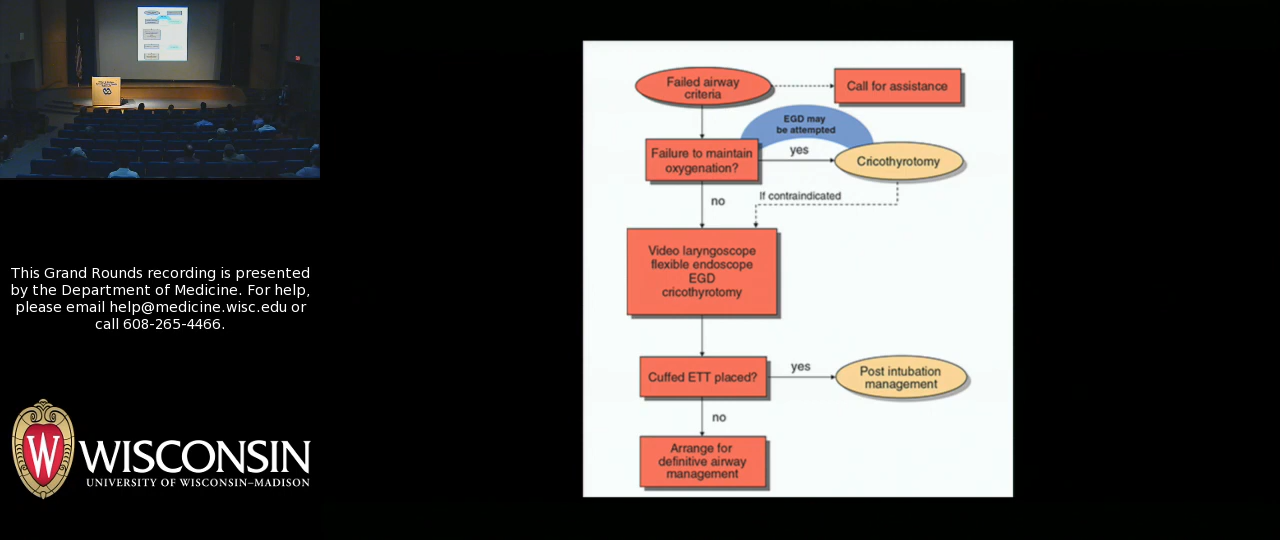 This Grand Rounds recording is presented
by the Department of Medicine. For help,
please email help@medicine.wisc.edu or
call 608-265-4466.
W
WISCONSIN
UNIVERSITY OF WISCONSIN–MADISON
Failed airway
criteria
Call for assistance
EGD may
be attempted
Failure to maintain
oxygenation?
yes
Cricothyrotomy
no
If contraindicated
Video laryngoscope
flexible endoscope
EGD
cricothyrotomy
Cuffed ETT placed?
yes
Post intubation
management
no
Arrange for
definitive airway
management